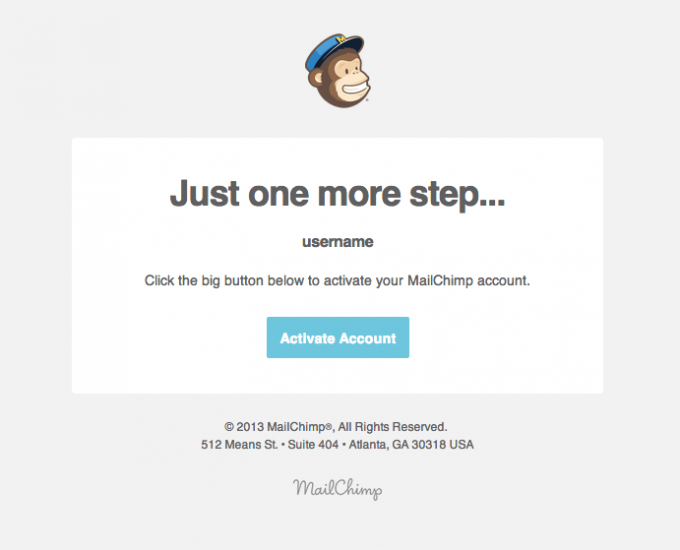 Just one more step...
username
Click the big button below to activate your MailChimp account.
Activate Account
© 2013 MailChimp®, All Rights Reserved.
512 Means St. • Suite 404 • Atlanta, GA 30318 USA
MailChimp